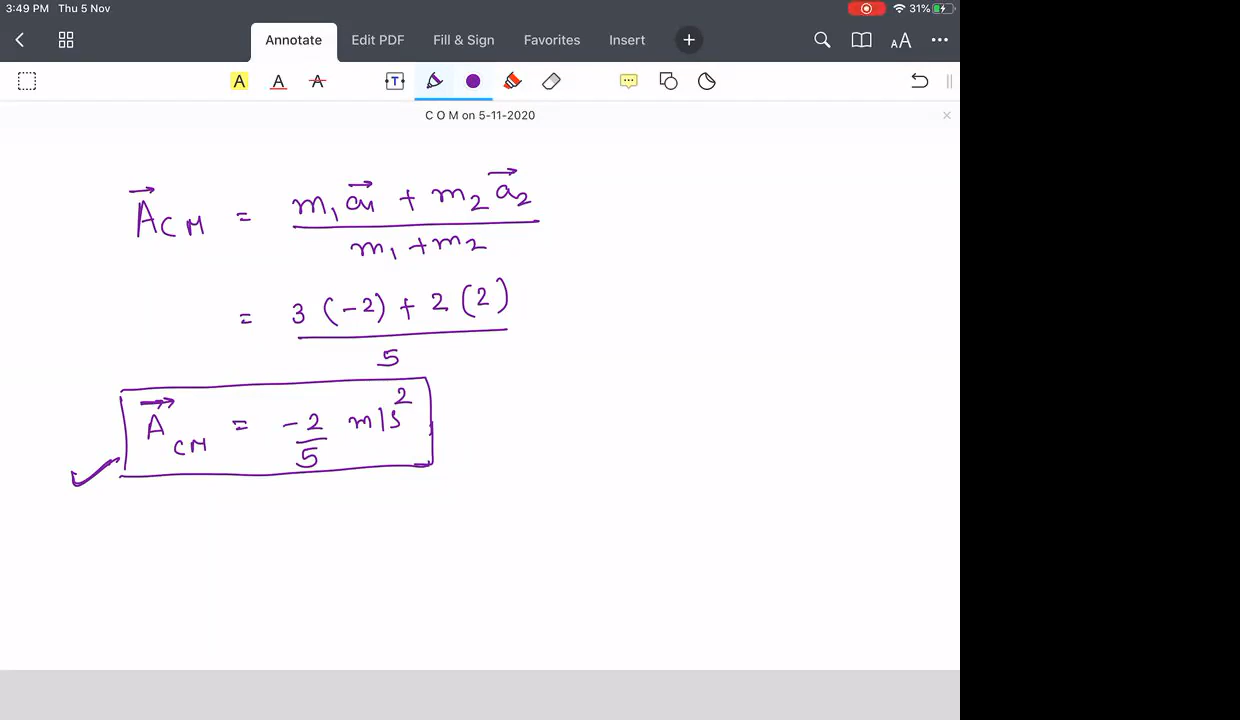 3:49 PM Thu 5 Nov 31%
Annotate Edit PDF Fill & Sign Favorites Insert
A A A T
C O M on 5-11-2020
A⃗CM = m₁a⃗₁ + m₂a⃗₂
m₁ + m₂
= 3 (-2) + 2 (2)
5
A⃗CM = -2 m/s²
5